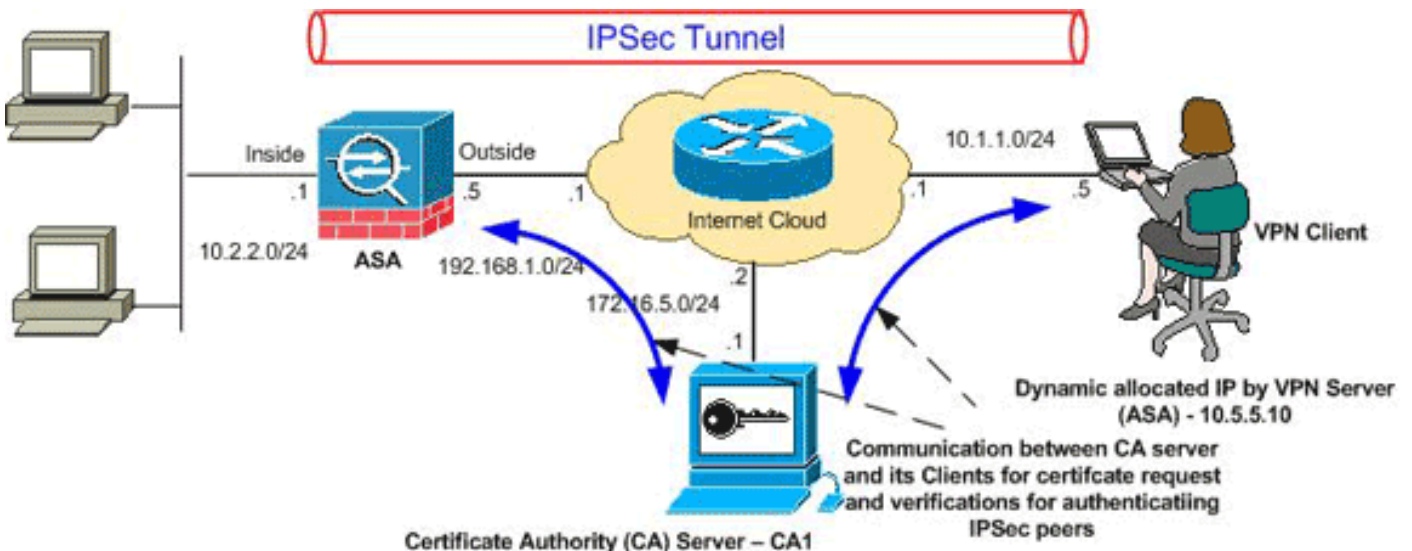 IPSec Tunnel
Inside
.1
ASA
Outside
.5
.1
Internet Cloud
10.1.1.0/24
.1
.5
VPN Client
10.2.2.0/24
192.168.1.0/24
172.16.5.0/24
.2
.1
Dynamic allocated IP by VPN Server
(ASA) - 10.5.5.10
Communication between CA server
and its Clients for certifcate request
and verifications for authenticatiing
IPSec peers
Certificate Authority (CA) Server – CA1